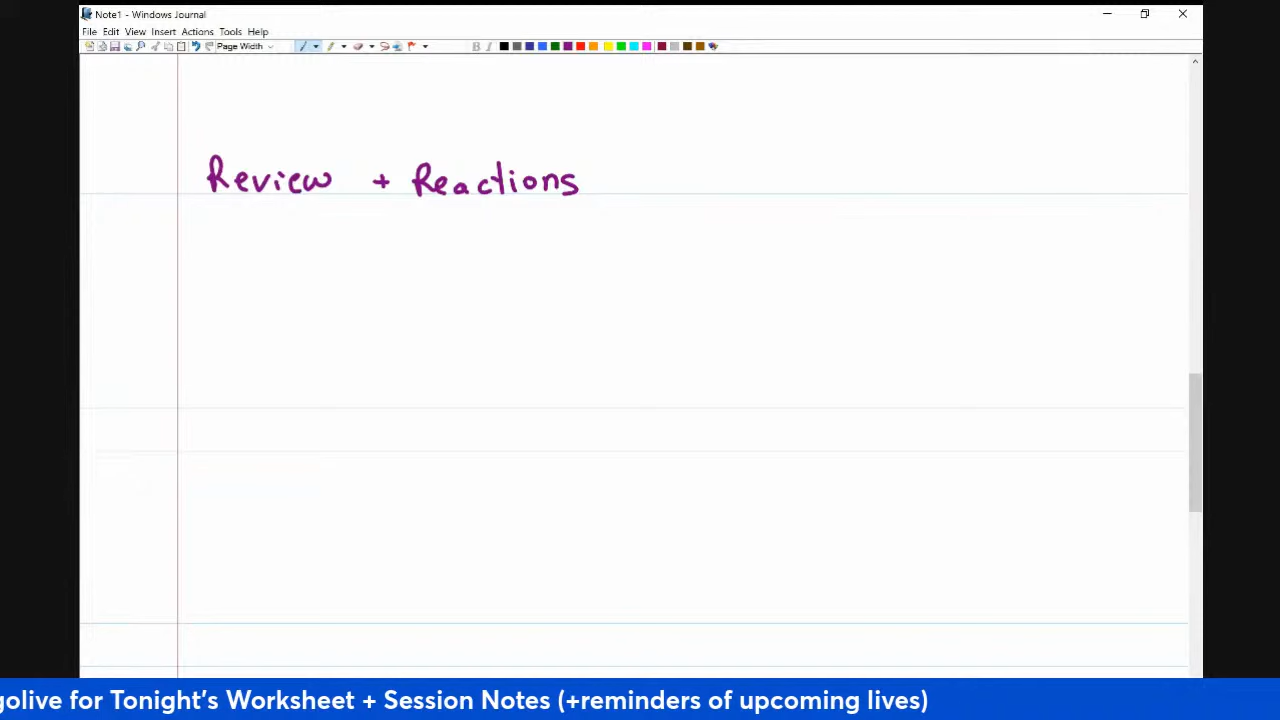 Note1 - Windows Journal
File Edit View Insert Actions Tools Help
Page Width
B I
Review + Reactions
golive for Tonight's Worksheet + Session Notes (+reminders of upcoming lives)